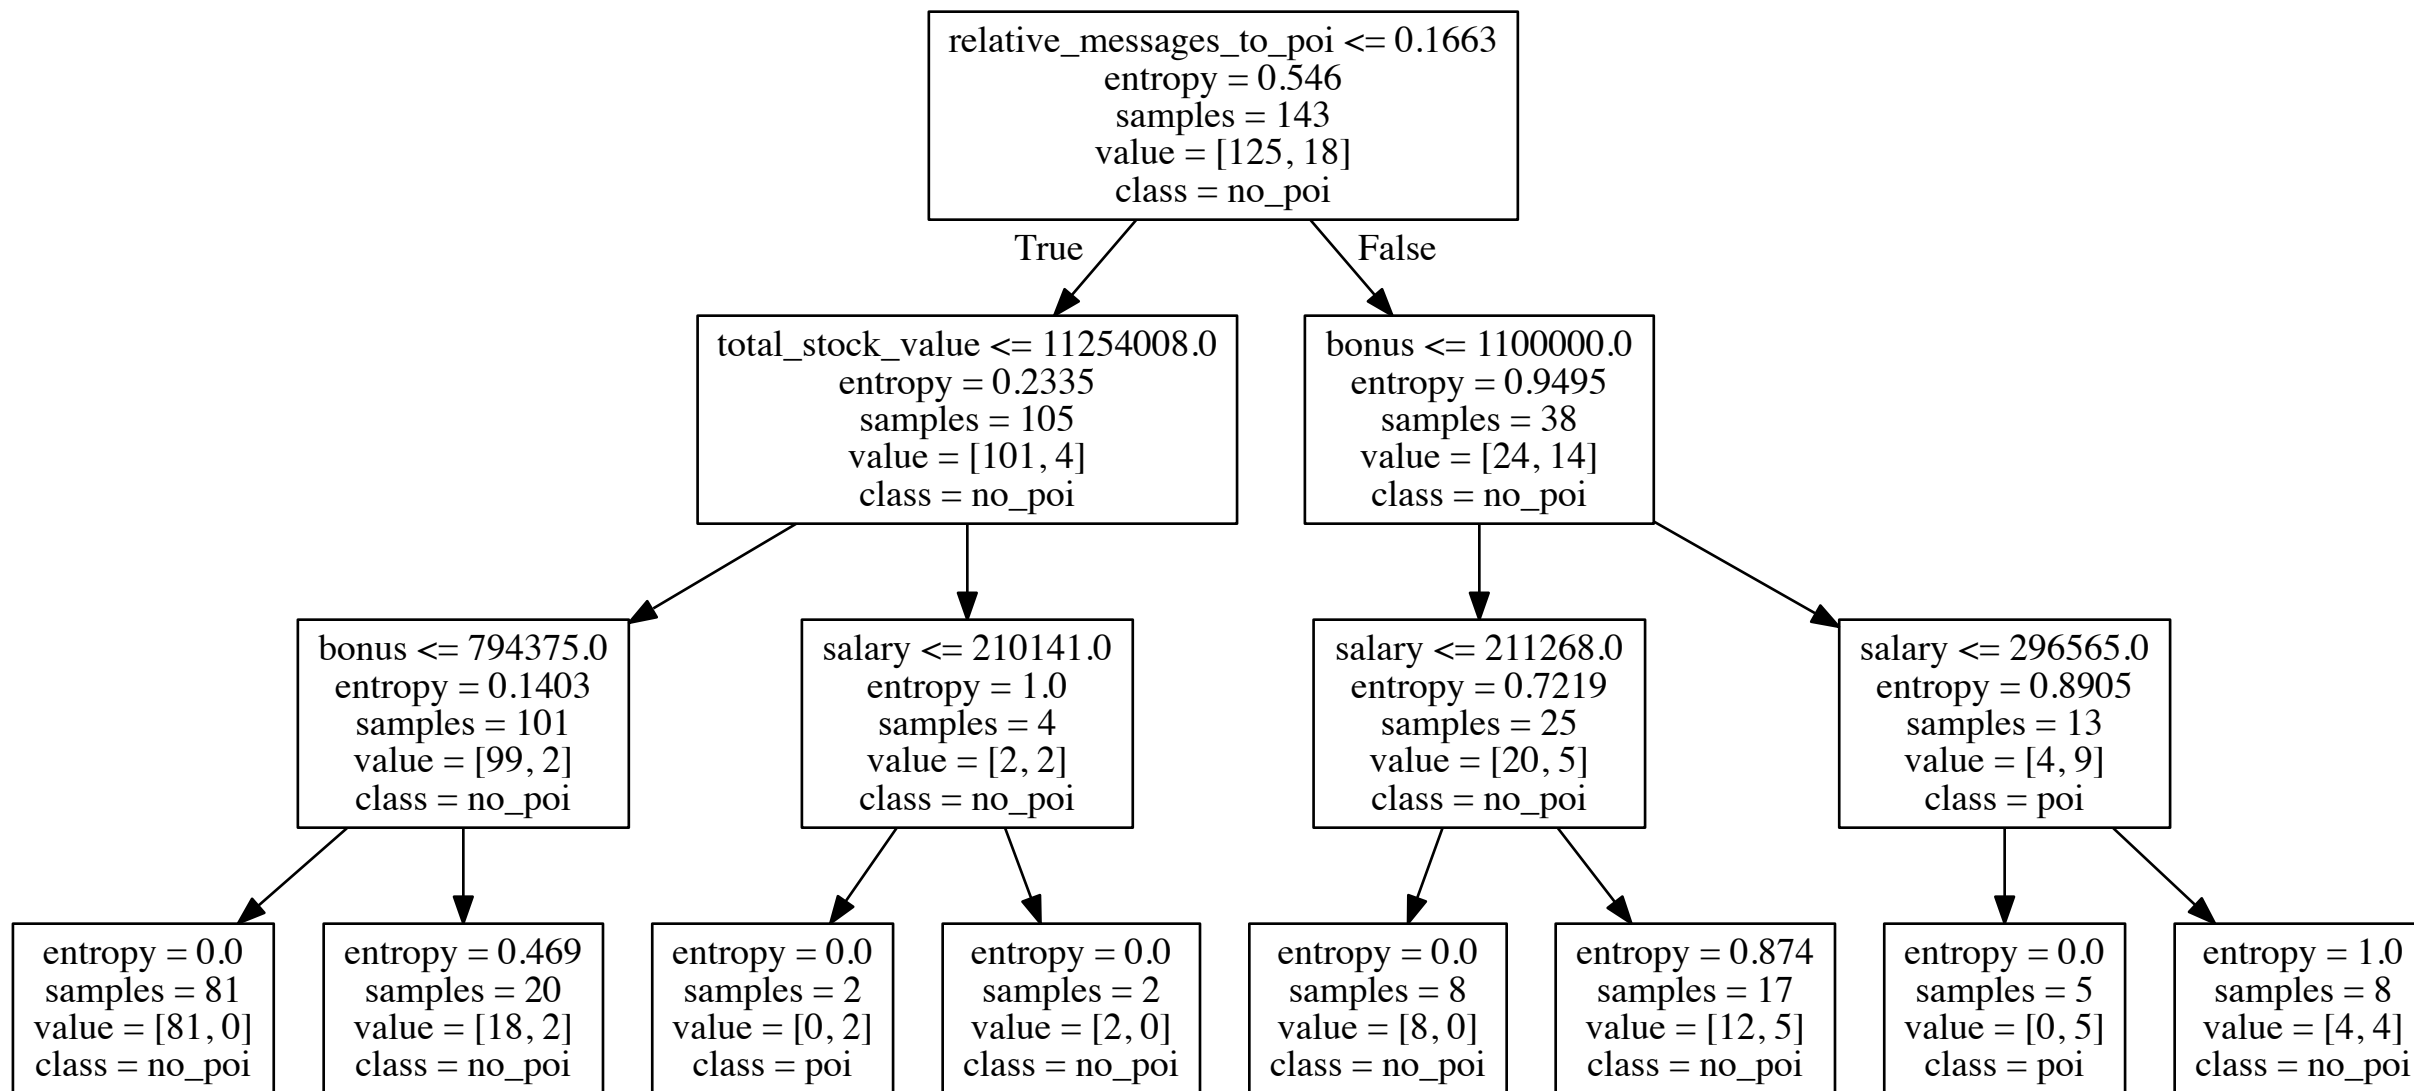 relative_messages_to_poi <= 0.1663
entropy = 0.546
samples = 143
value = [125, 18]
class = no_poi
True
False
total_stock_value <= 11254008.0
entropy = 0.2335
samples = 105
value = [101, 4]
class = no_poi
bonus <= 1100000.0
entropy = 0.9495
samples = 38
value = [24, 14]
class = no_poi
bonus <= 794375.0
entropy = 0.1403
samples = 101
value = [99, 2]
class = no_poi
salary <= 210141.0
entropy = 1.0
samples = 4
value = [2, 2]
class = no_poi
salary <= 211268.0
entropy = 0.7219
samples = 25
value = [20, 5]
class = no_poi
salary <= 296565.0
entropy = 0.8905
samples = 13
value = [4, 9]
class = poi
entropy = 0.0
samples = 81
value = [81, 0]
class = no_poi
entropy = 0.469
samples = 20
value = [18, 2]
class = no_poi
entropy = 0.0
samples = 2
value = [0, 2]
class = poi
entropy = 0.0
samples = 2
value = [2, 0]
class = no_poi
entropy = 0.0
samples = 8
value = [8, 0]
class = no_poi
entropy = 0.874
samples = 17
value = [12, 5]
class = no_poi
entropy = 0.0
samples = 5
value = [0, 5]
class = poi
entropy = 1.0
samples = 8
value = [4, 4]
class = no_poi